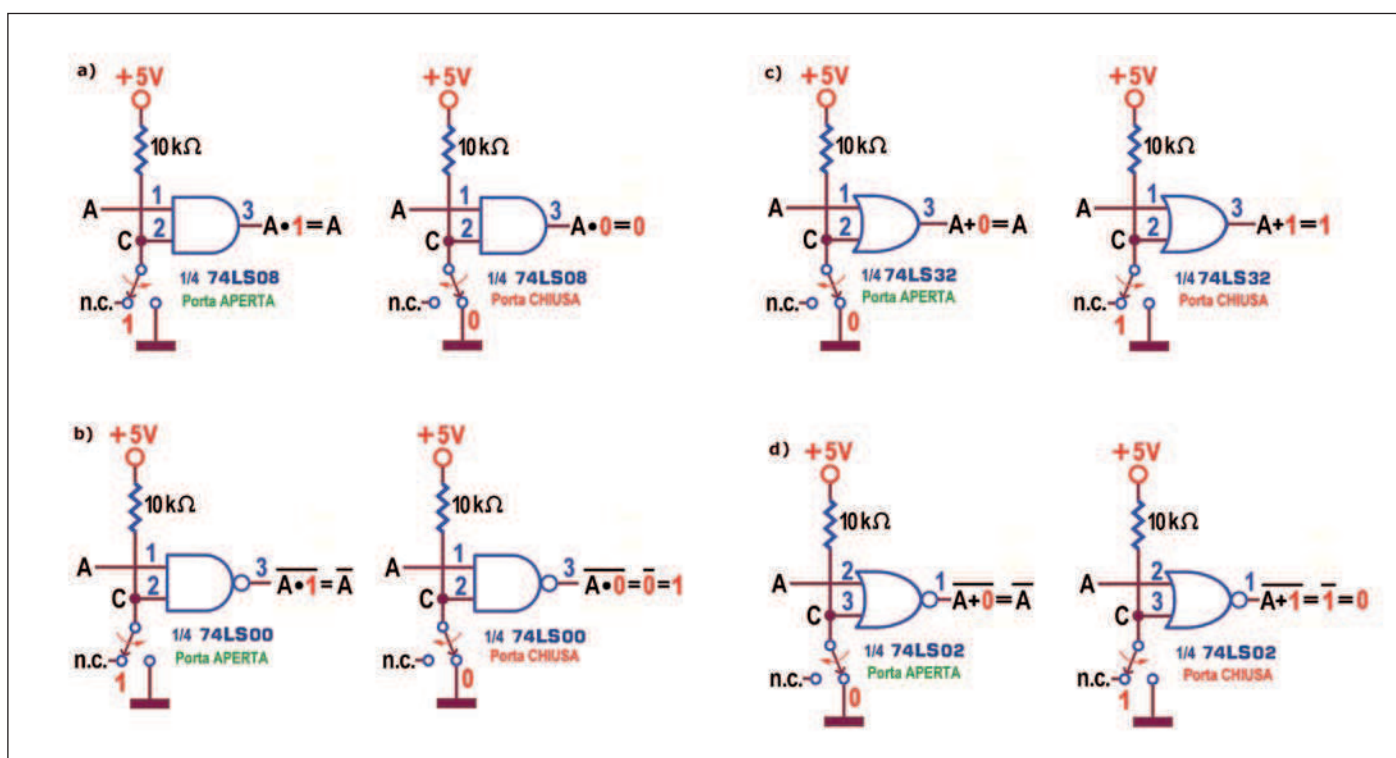 a)
+5V
10kΩ
A
1
2
3
C
A•1=A
1/4 74LS08
Porta APERTA
n.c.
1
+5V
10kΩ
A
1
2
3
C
A•0=0
1/4 74LS08
Porta CHIUSA
n.c.
0
c)
+5V
10kΩ
A
1
2
3
C
A+0=A
1/4 74LS32
Porta APERTA
n.c.
0
+5V
10kΩ
A
1
2
3
C
A+1=1
1/4 74LS32
Porta CHIUSA
n.c.
1
b)
+5V
10kΩ
A
1
2
3
C
A̅•̅1̅=A̅
1/4 74LS00
Porta APERTA
n.c.
1
+5V
10kΩ
A
1
2
3
C
A̅•̅0̅=0̅=1
1/4 74LS00
Porta CHIUSA
n.c.
0
d)
+5V
10kΩ
A
2
3
1
C
A̅+̅0̅=A̅
1/4 74LS02
Porta APERTA
n.c.
0
+5V
10kΩ
A
2
3
1
C
A̅+̅1̅=1̅=0
1/4 74LS02
Porta CHIUSA
n.c.
1